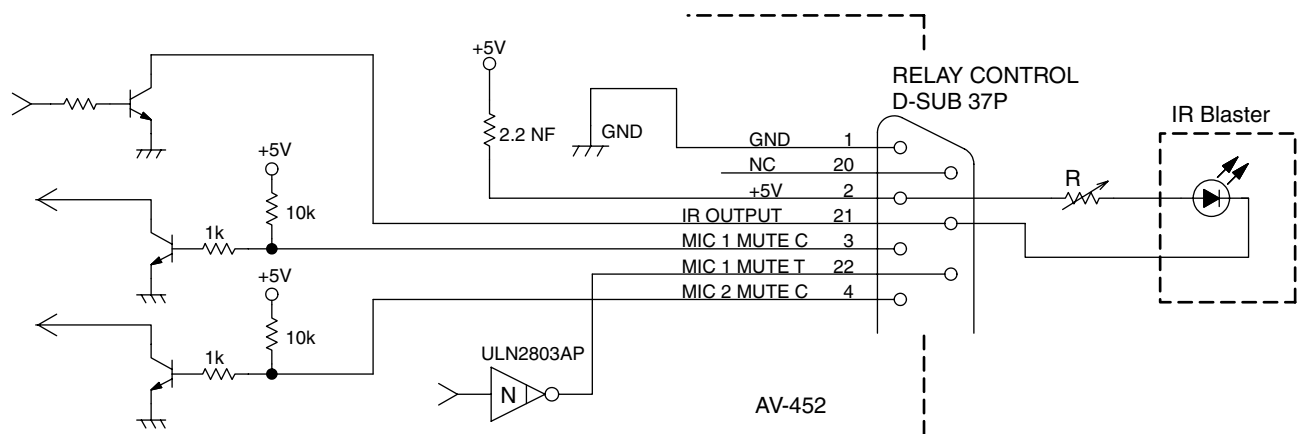 +5V
RELAY CONTROL
D-SUB 37P
IR Blaster
2.2 NF
GND
GND 1
NC 20
+5V 2
R
IR OUTPUT 21
MIC 1 MUTE C 3
MIC 1 MUTE T 22
MIC 2 MUTE C 4
+5V
10k
1k
+5V
10k
1k
ULN2803AP
N
AV-452